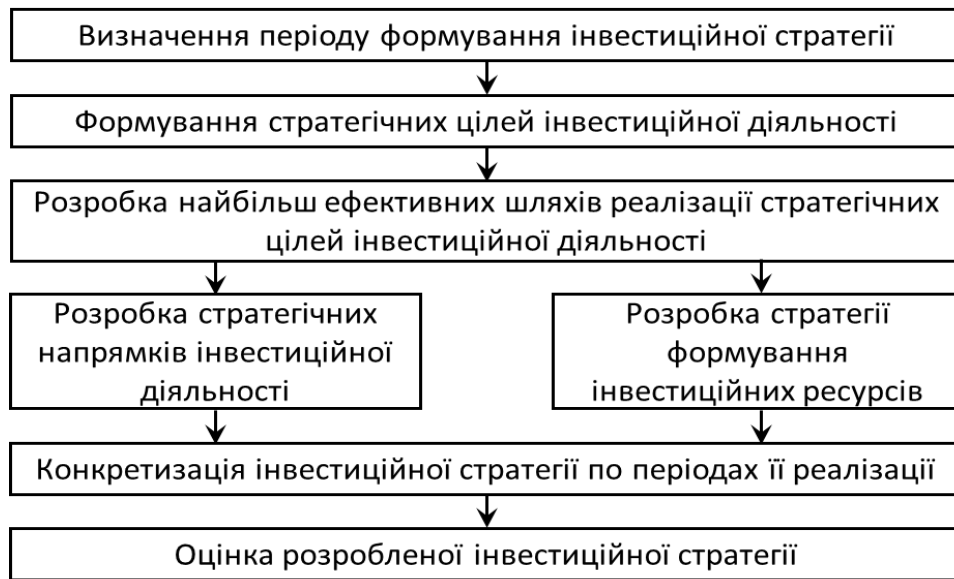 Визначення періоду формування інвестиційної стратегії
Формування стратегічних цілей інвестиційної діяльності
Розробка найбільш ефективних шляхів реалізації стратегічних
цілей інвестиційної діяльності
Розробка стратегічних
напрямків інвестиційної
діяльності
Розробка стратегії
формування
інвестиційних ресурсів
Конкретизація інвестиційної стратегії по періодах її реалізації
Оцінка розробленої інвестиційної стратегії